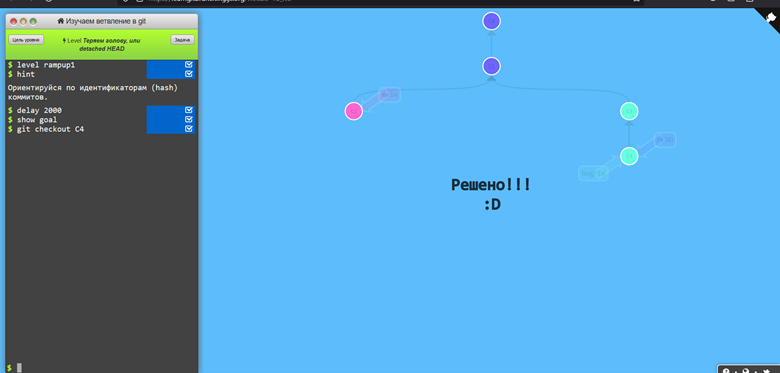 Изучаем ветвление в git
Цель уровня
Level Теряем голову, или
detached HEAD
Задача
$ level rampup1
$ hint
Ориентируйся по идентификаторам (hash)
коммитов.
$ delay 2000
$ show goal
$ git checkout C4
Решено!!!
:D
$